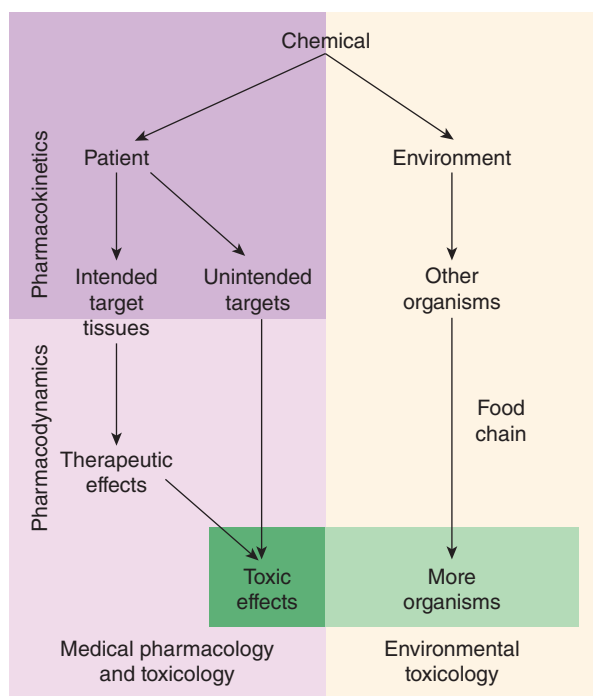 Chemical
Pharmacokinetics
Patient
Environment
Intended
target
tissues
Unintended
targets
Other
organisms
Pharmacodynamics
Food
chain
Therapeutic
effects
Toxic
effects
More
organisms
Medical pharmacology
and toxicology
Environmental
toxicology